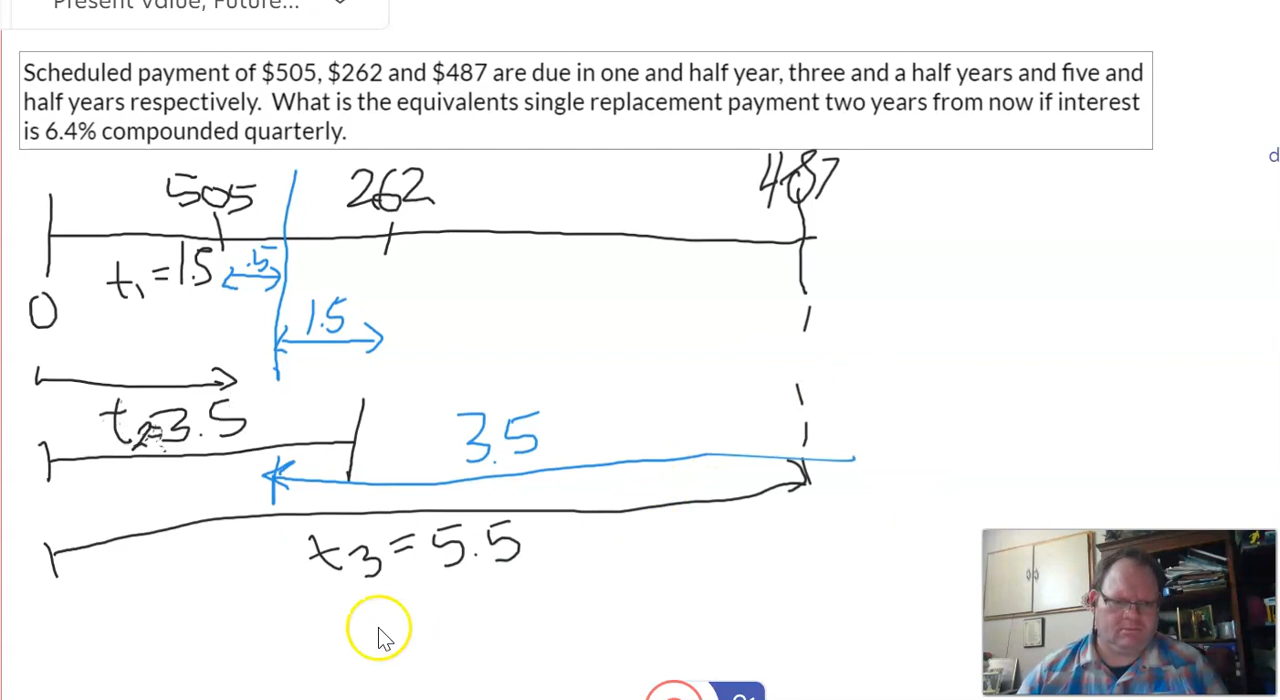 Present Value, Future...
Scheduled payment of $505, $262 and $487 are due in one and half year, three and a half years and five and
half years respectively.  What is the equivalents single replacement payment two years from now if interest
is 6.4% compounded quarterly.
505 262 487
t1 = 1.5 .5
0 1.5
t2=3.5 3.5
t3 = 5.5